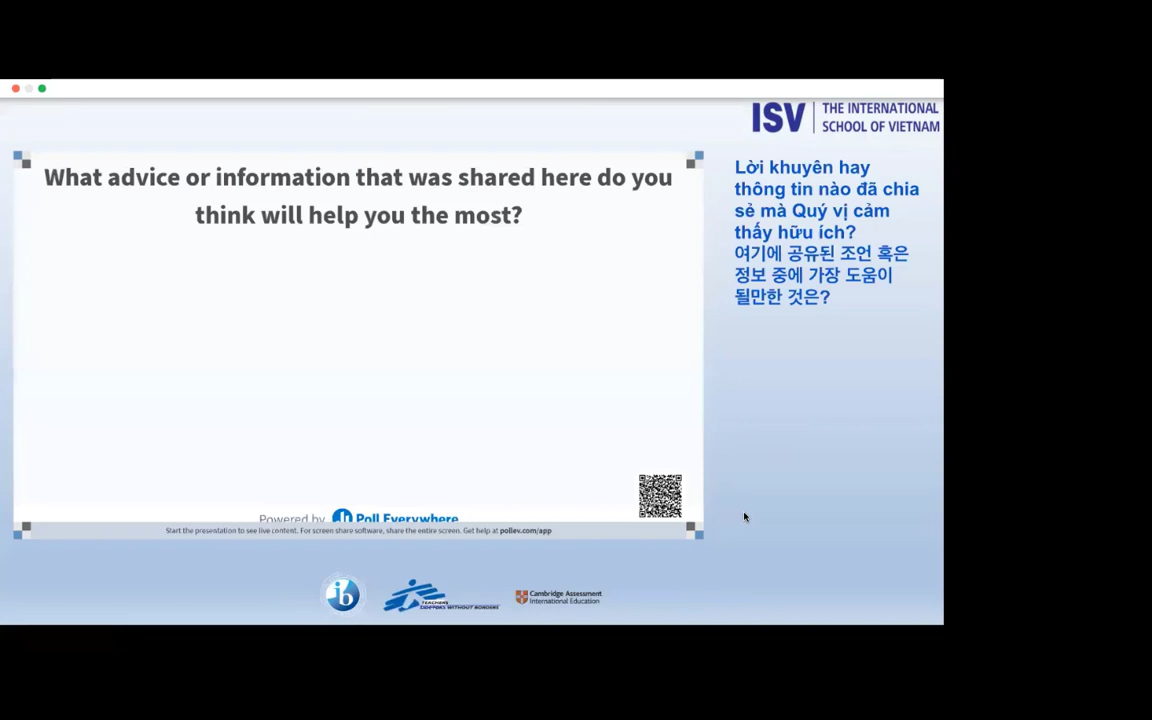 ISV
THE INTERNATIONAL
SCHOOL OF VIETNAM
What advice or information that was shared here do you
think will help you the most?
Lời khuyên hay
thông tin nào đã chia
sẻ mà Quý vị cảm
thấy hữu ích?
여기에 공유된 조언 혹은
정보 중에 가장 도움이
될만한 것은?
Powered by Poll Everywhere
Start the presentation to see live content. For screen share software, share the entire screen. Get help at pollev.com/app
ib
TEACHERS
WITHOUT BORDERS
Cambridge Assessment
International Education